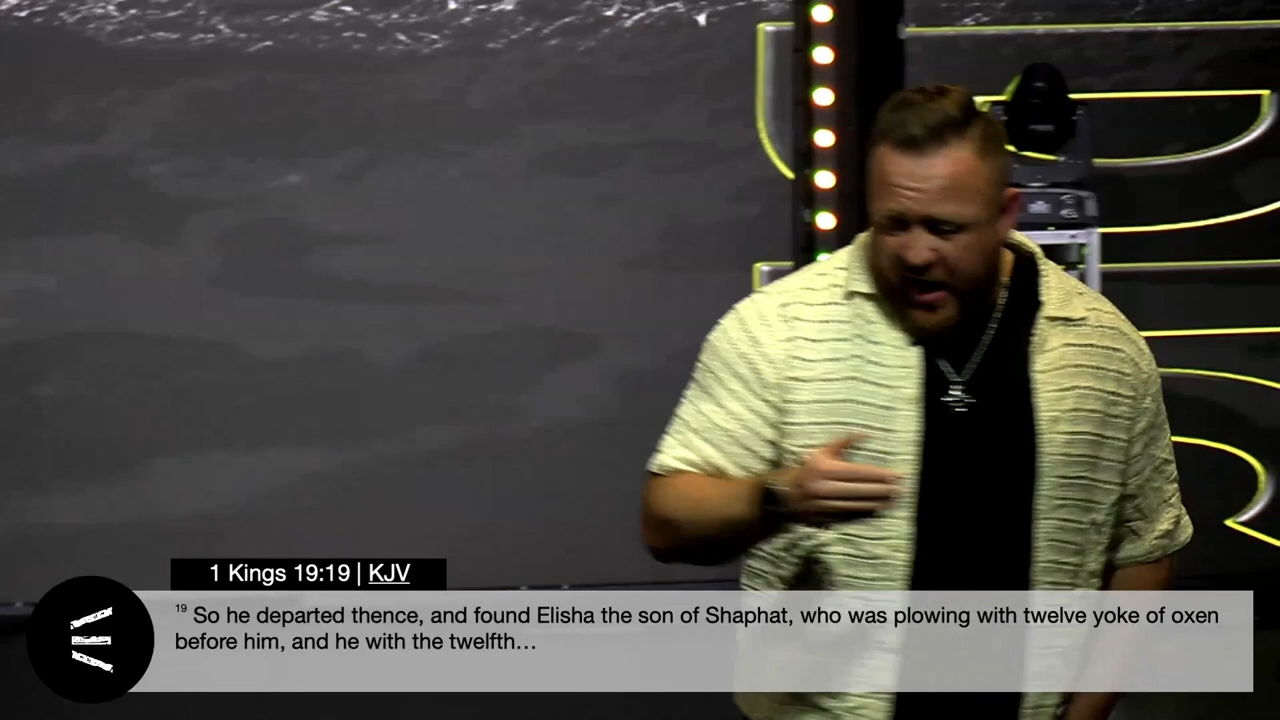 1 Kings 19:19 | KJV
19 So he departed thence, and found Elisha the son of Shaphat, who was plowing with twelve yoke of oxen
before him, and he with the twelfth…